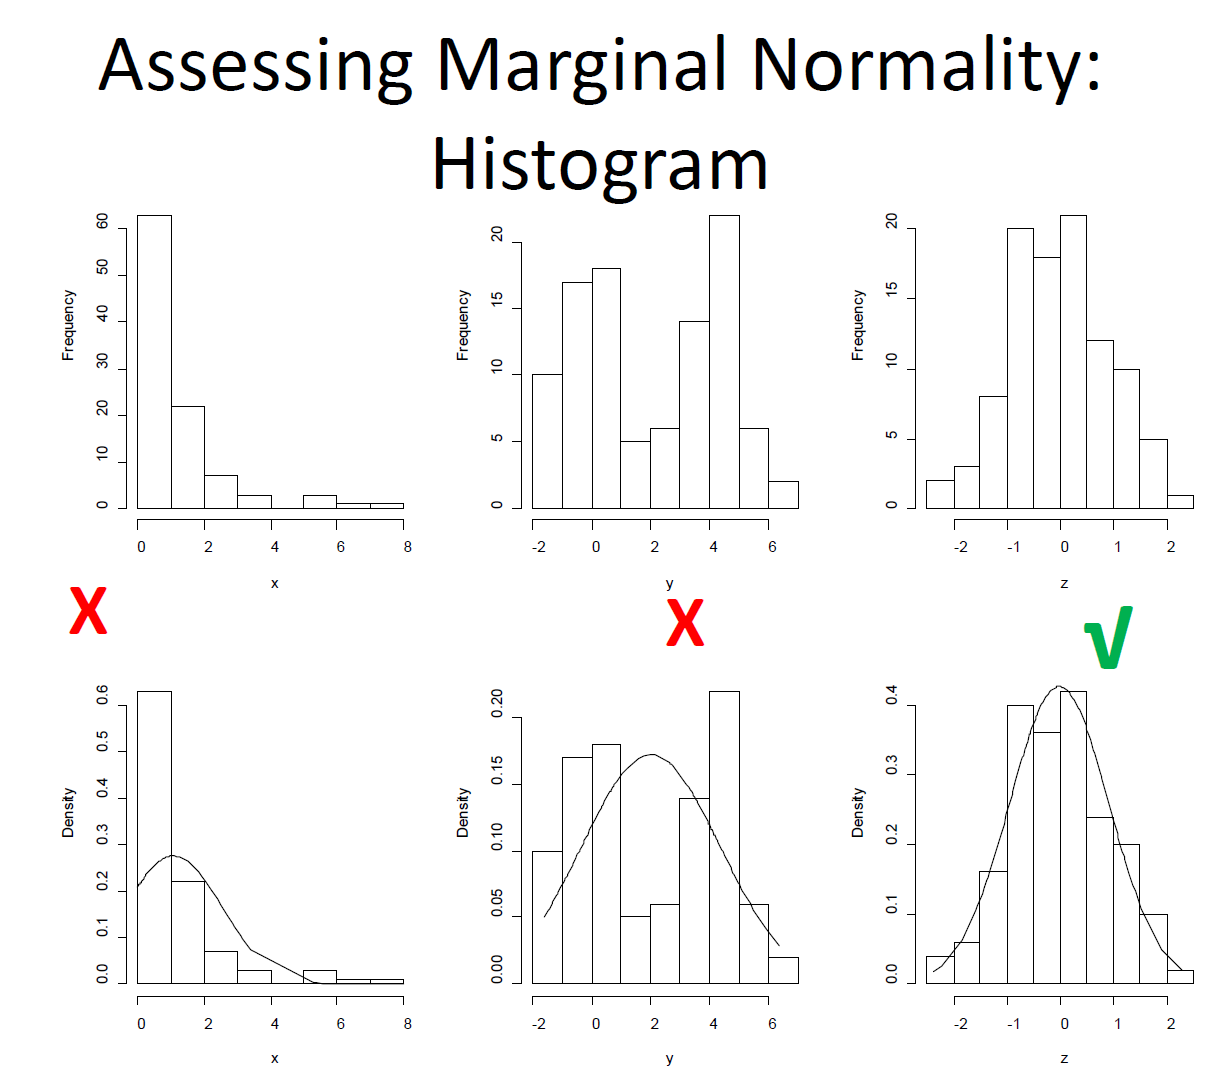 Assessing Marginal Normality:
Histogram
Frequency
0 10 20 30 40 50 60
0 2 4 6 8
x
Frequency
0 5 10 15 20
-2 0 2 4 6
y
Frequency
0 5 10 15 20
-2 -1 0 1 2
z
X
X
√
Density
0.0 0.1 0.2 0.3 0.4 0.5 0.6
0 2 4 6 8
x
Density
0.00 0.05 0.10 0.15 0.20
-2 0 2 4 6
y
Density
0.0 0.1 0.2 0.3 0.4
-2 -1 0 1 2
z